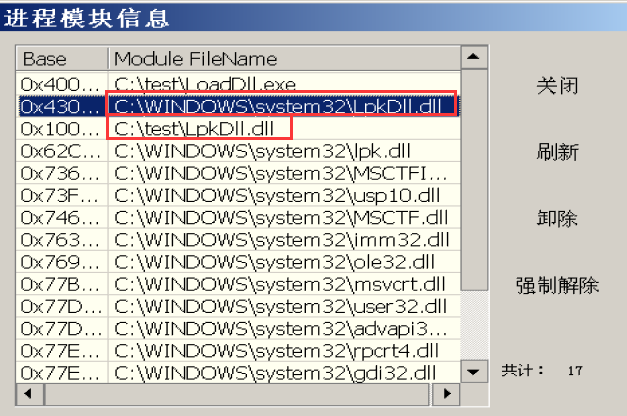 进程模块信息
Base Module FileName
0x400... C:\test\LoadDll.exe
0x430... C:\WINDOWS\system32\LpkDll.dll
0x100... C:\test\LpkDll.dll
0x62C... C:\WINDOWS\system32\lpk.dll
0x736... C:\WINDOWS\system32\MSCTFI...
0x73F... C:\WINDOWS\system32\usp10.dll
0x746... C:\WINDOWS\system32\MSCTF.dll
0x763... C:\WINDOWS\system32\imm32.dll
0x769... C:\WINDOWS\system32\ole32.dll
0x77B... C:\WINDOWS\system32\msvcrt.dll
0x77D... C:\WINDOWS\system32\user32.dll
0x77D... C:\WINDOWS\system32\advapi3...
0x77E... C:\WINDOWS\system32\rpcrt4.dll
0x77E... C:\WINDOWS\system32\gdi32.dll
关闭
刷新
卸除
强制解除
共计： 17